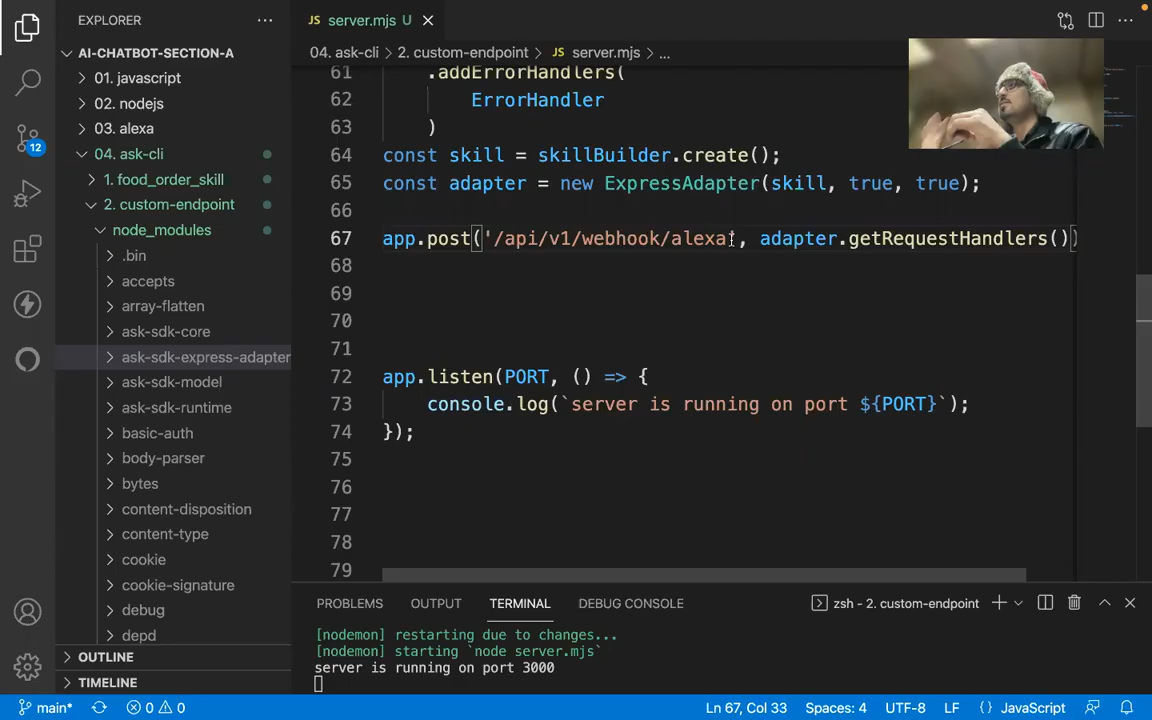 EXPLORER
AI-CHATBOT-SECTION-A
01. javascript
02. nodejs
03. alexa
04. ask-cli
1. food_order_skill
2. custom-endpoint
node_modules
.bin
accepts
array-flatten
ask-sdk-core
ask-sdk-express-adapter
ask-sdk-model
ask-sdk-runtime
basic-auth
body-parser
bytes
content-disposition
content-type
cookie
cookie-signature
debug
depd
OUTLINE
TIMELINE
12
JS server.mjs U
04. ask-cli > 2. custom-endpoint > JS server.mjs > ...
61 .addErrorHandlers(
62 ErrorHandler
63 )
64 const skill = skillBuilder.create();
65 const adapter = new ExpressAdapter(skill, true, true);
66
67 app.post('/api/v1/webhook/alexa', adapter.getRequestHandlers())
68
69
70
71
72 app.listen(PORT, () => {
73 console.log(`server is running on port ${PORT}`);
74 });
75
76
77
78
79
PROBLEMS OUTPUT TERMINAL DEBUG CONSOLE zsh - 2. custom-endpoint
[nodemon] restarting due to changes...
[nodemon] starting `node server.mjs`
server is running on port 3000
main* 0 0 Ln 67, Col 33 Spaces: 4 UTF-8 LF {} JavaScript